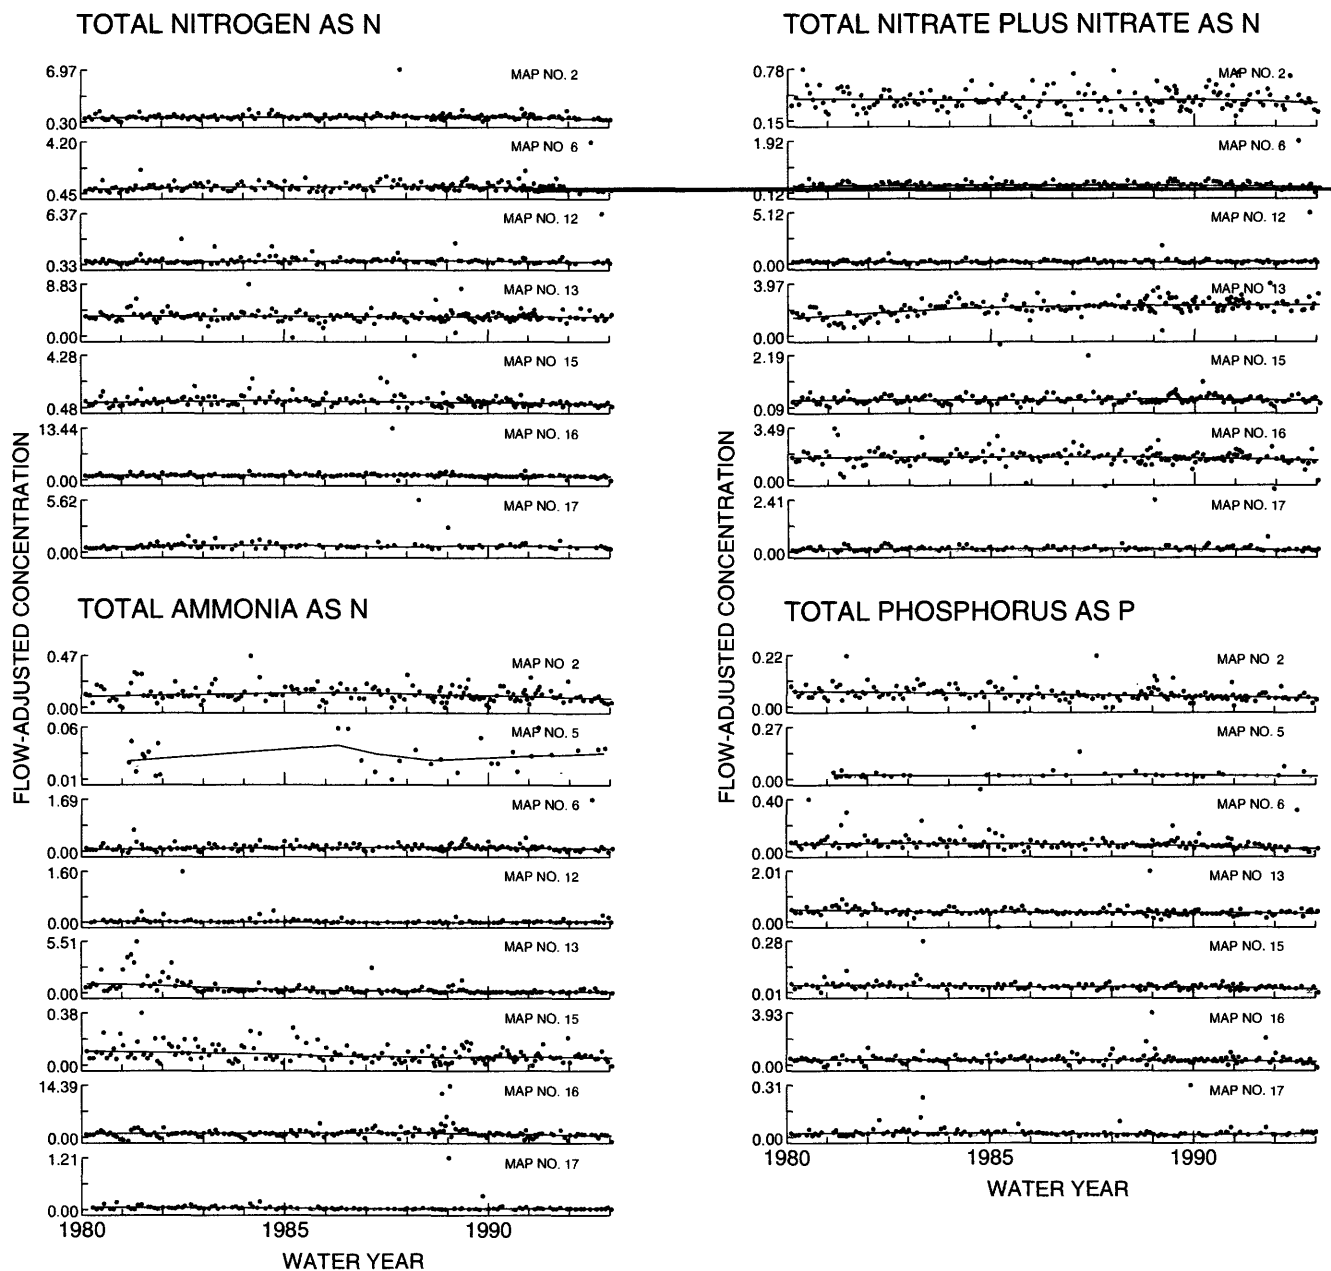 TOTAL NITROGEN AS N
6.97
0.30
MAP NO. 2
4.20
0.45
MAP NO 6
6.37
0.33
MAP NO. 12
8.83
0.00
MAP NO. 13
4.28
0.48
MAP NO 15
13.44
0.00
MAP NO. 16
5.62
0.00
MAP NO. 17
TOTAL NITRATE PLUS NITRATE AS N
0.78
0.15
MAP NO. 2
1.92
0.12
MAP NO. 6
5.12
0.00
MAP NO. 12
3.97
0.00
MAP NO 13
2.19
0.09
MAP NO. 15
3.49
0.00
MAP NO. 16
2.41
0.00
MAP NO. 17
FLOW-ADJUSTED CONCENTRATION
TOTAL AMMONIA AS N
0.47
0.00
MAP NO 2
0.06
0.01
MAP NO. 5
1.69
0.00
MAP NO. 6
1.60
0.00
MAP NO. 12
5.51
0.00
MAP NO. 13
0.38
0.00
MAP NO. 15
14.39
0.00
MAP NO. 16
1.21
0.00
MAP NO. 17
1980 1985 1990
WATER YEAR
FLOW-ADJUSTED CONCENTRATION
TOTAL PHOSPHORUS AS P
0.22
0.00
MAP NO 2
0.27
0.00
MAP NO. 5
0.40
0.00
MAP NO. 6
2.01
0.00
MAP NO 13
0.28
0.01
MAP NO. 15
3.93
0.00
MAP NO 16
0.31
0.00
MAP NO. 17
1980 1985 1990
WATER YEAR